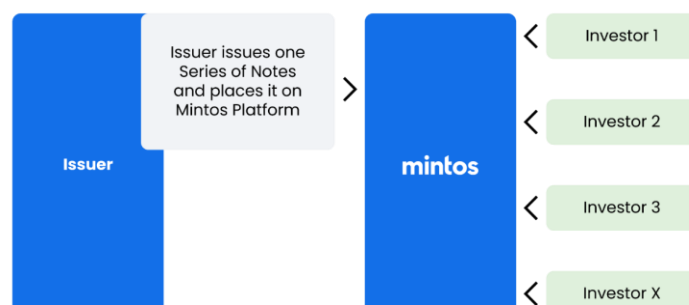 Issuer
Issuer issues one
Series of Notes
and places it on
Mintos Platform
mintos
Investor 1
Investor 2
Investor 3
Investor X